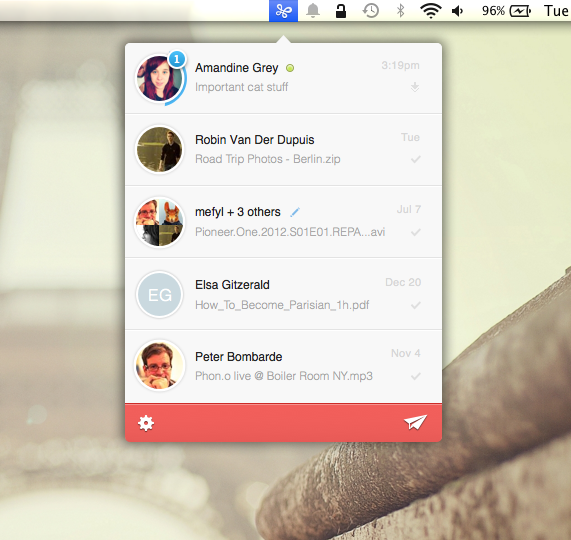 96%
Tue
1
Amandine Grey
3:19pm
Important cat stuff
Robin Van Der Dupuis
Tue
Road Trip Photos - Berlin.zip
mefyl + 3 others
Jul 7
Pioneer.One.2012.S01E01.REPA...avi
EG
Elsa Gitzerald
Dec 20
How_To_Become_Parisian_1h.pdf
Peter Bombarde
Nov 4
Phon.o live @ Boiler Room NY.mp3